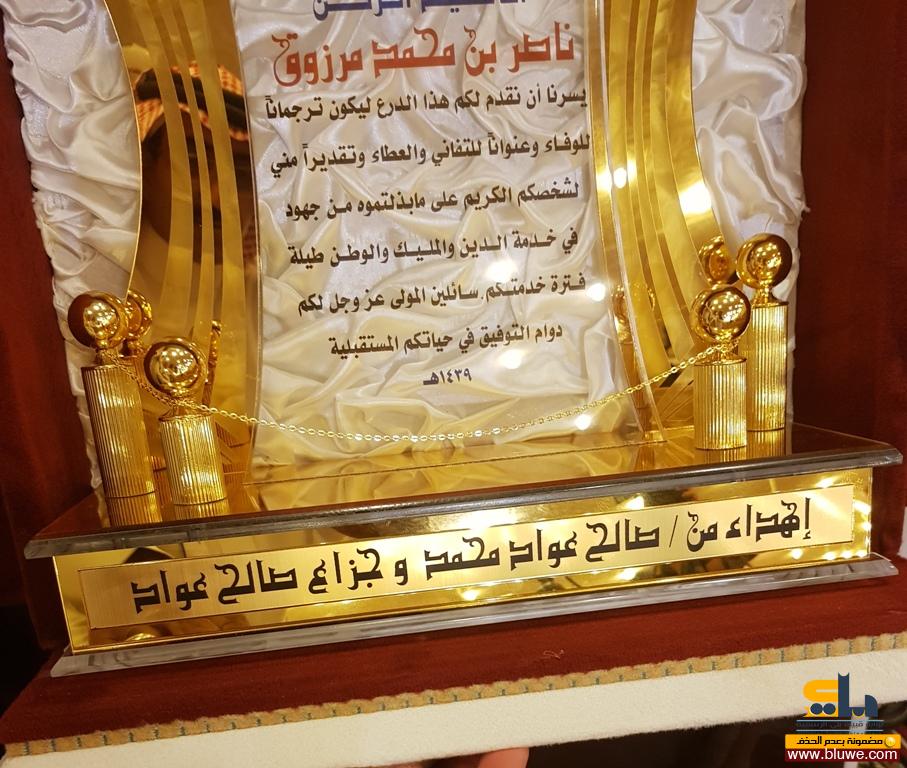 ناصر بن محمد مرزوق
يسرنا أن نقدم لكم هذا الدرع ليكون ترجماناً
للوفاء وعنواناً للتفاني والعطاء وتقديراً مني
لشخصكم الكريم على مابذلتموه من جهود
في خدمة الدين والمليك والوطن طيلة
فترة خدمتكم .سائلين المولى عز وجل لكم
دوام التوفيق في حياتكم المستقبلية
١٤٣٩هـ
إهداء من / صالح عواد محمد وجزاع صالح عواد
بلي
مضمونة بعدم الحذف
www.bluwe.com